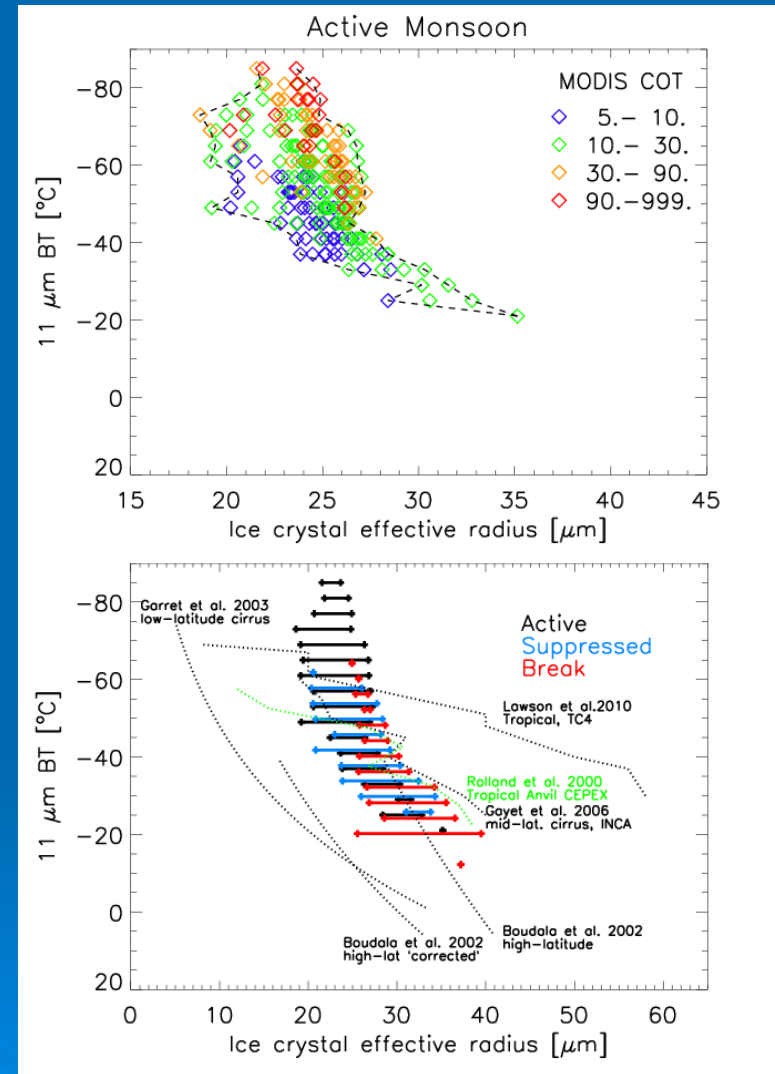 Active Monsoon
−80
−60
−40
−20
0
20
11 μm BT [°C]
MODIS COT
5.− 10.
10.− 30.
30.− 90.
90.−999.
15 20 25 30 35 40 45
Ice crystal effective radius [μm]
−80
−60
−40
−20
0
20
11 μm BT [°C]
Garret et al. 2003
low−latitude cirrus
Active
Suppressed
Break
Lawson et al.2010
Tropical, TC4
Rolland et al. 2000
Tropical Anvil CEPEX
Gayet et al. 2006
mid−lat. cirrus, INCA
Boudala et al. 2002
high−latitude
Boudala et al. 2002
high−lat 'corrected'
0 10 20 30 40 50 60
Ice crystal effective radius [μm]